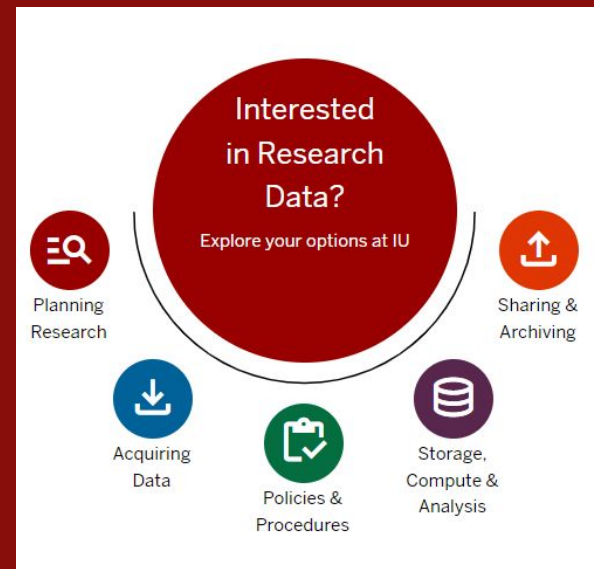 Interested
in Research
Data?
Explore your options at IU
Planning
Research
Acquiring
Data
Policies &
Procedures
Storage,
Compute &
Analysis
Sharing &
Archiving